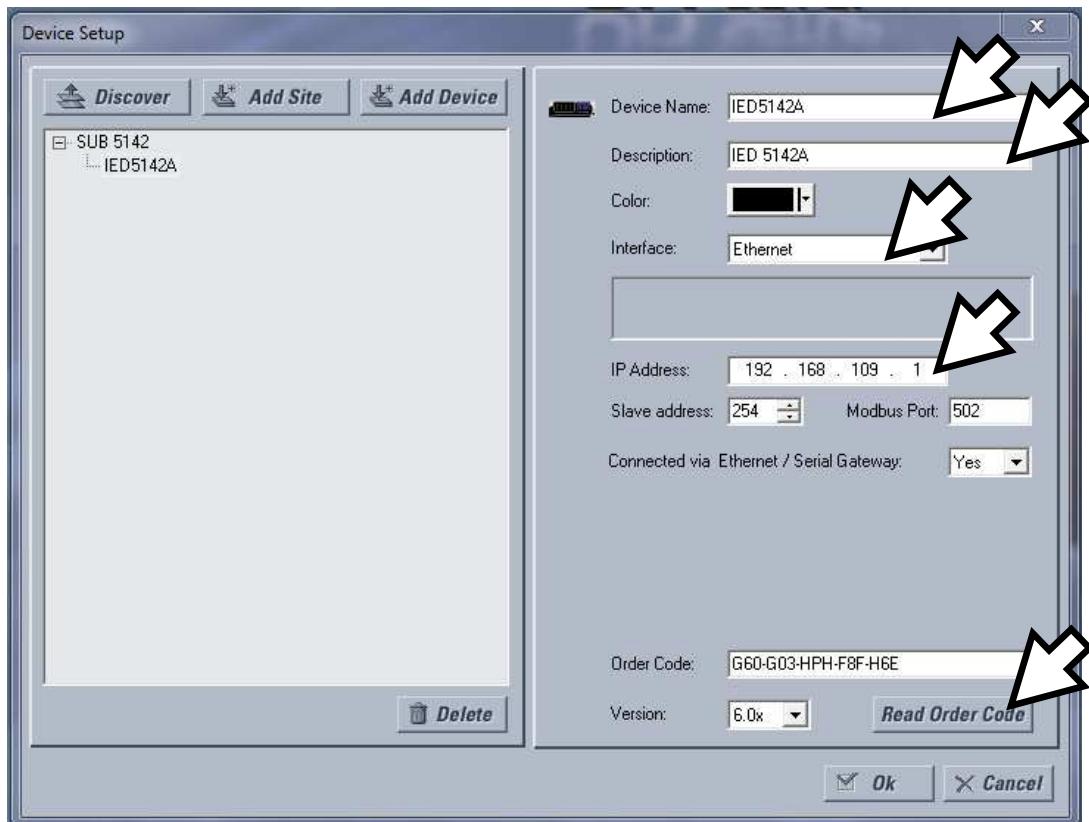 Device Setup
Discover
Add Site
Add Device
SUB 5142
IED5142A
Delete
Device Name: IED5142A
Description: IED 5142A
Color:
Interface: Ethernet
IP Address: 192 . 168 . 109 . 1
Slave address: 254 Modbus Port: 502
Connected via Ethernet / Serial Gateway: Yes
Order Code: G60-G03-HPH-F8F-H6E
Version: 6.0x Read Order Code
Ok Cancel